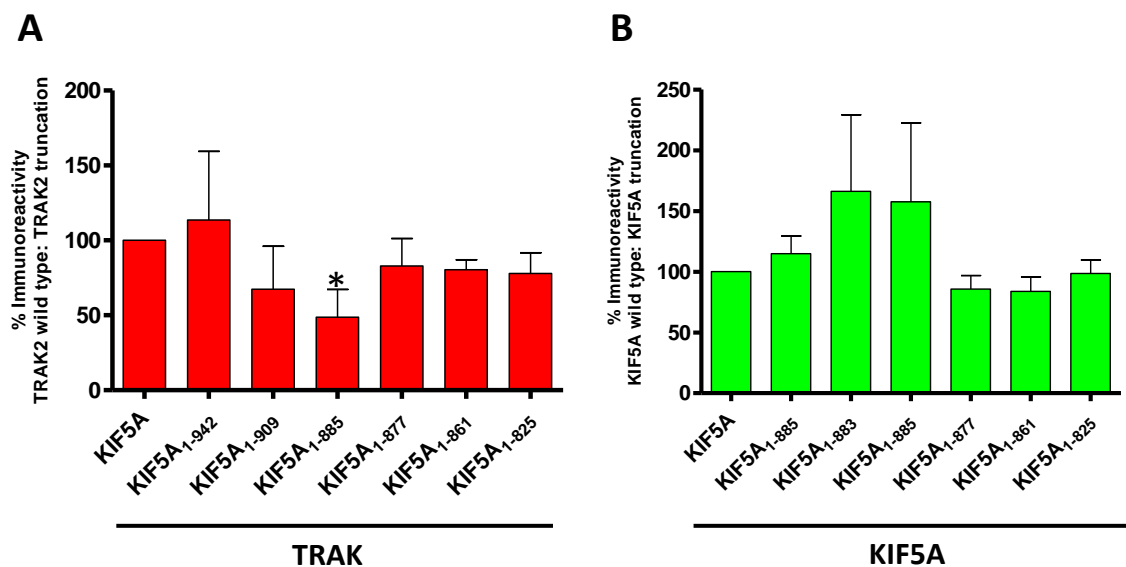 A
% Immunoreactivity
TRAK2 wild type: TRAK2 truncation
200
150
100
50
0
*
KIF5A
KIF5A1-942
KIF5A1-909
KIF5A1-885
KIF5A1-877
KIF5A1-861
KIF5A1-825
TRAK
B
% Immunoreactivity
KIF5A wild type: KIF5A truncation
250
200
150
100
50
0
KIF5A
KIF5A1-885
KIF5A1-883
KIF5A1-885
KIF5A1-877
KIF5A1-861
KIF5A1-825
KIF5A